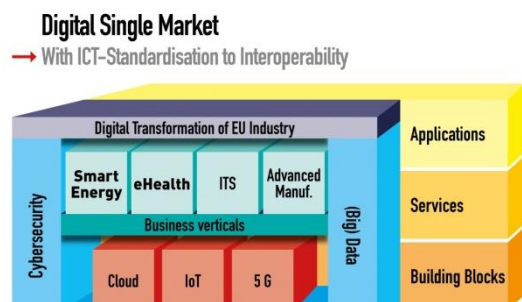 Digital Single Market
→ With ICT-Standardisation to Interoperability
Digital Transformation of EU Industry
Applications
Smart
Energy
eHealth
ITS
Advanced
Manuf.
Services
Business verticals
Cybersecurity
(Big) Data
Cloud
IoT
5 G
Building Blocks